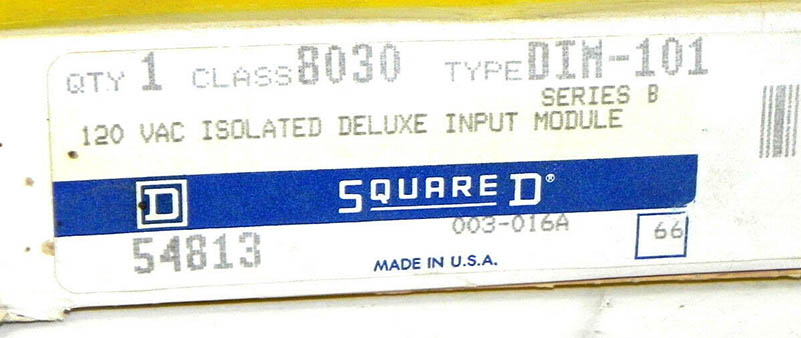 QTY 1 CLASS 8030 TYPE DIM-101
SERIES B
120 VAC ISOLATED DELUXE INPUT MODULE
D SQUARE D®
003-016A
54813 66
MADE IN U.S.A.